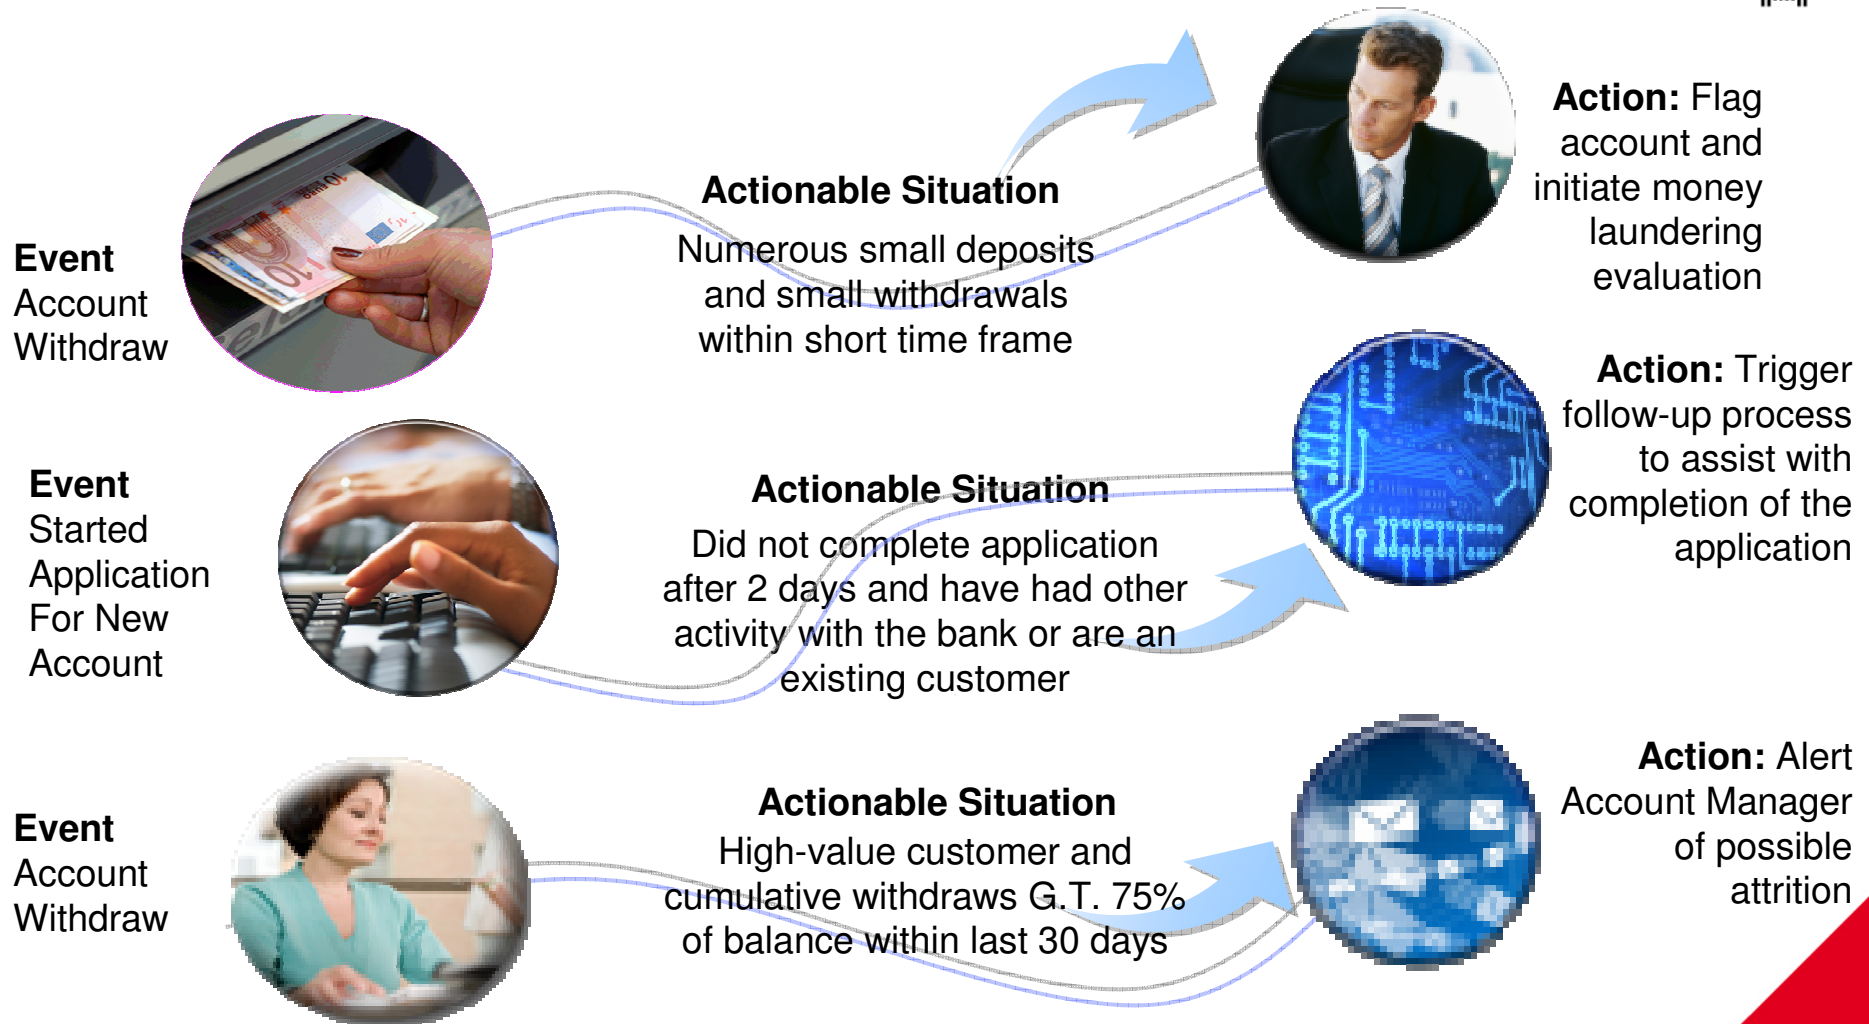 Event
Account
Withdraw
Actionable Situation
Numerous small deposits
and small withdrawals
within short time frame
Action: Flag
account and
initiate money
laundering
evaluation
Event
Started
Application
For New
Account
Actionable Situation
Did not complete application
after 2 days and have had other
activity with the bank or are an
existing customer
Action: Trigger
follow-up process
to assist with
completion of the
application
Event
Account
Withdraw
Actionable Situation
High-value customer and
cumulative withdraws G.T. 75%
of balance within last 30 days
Action: Alert
Account Manager
of possible
attrition
10 EURO
10